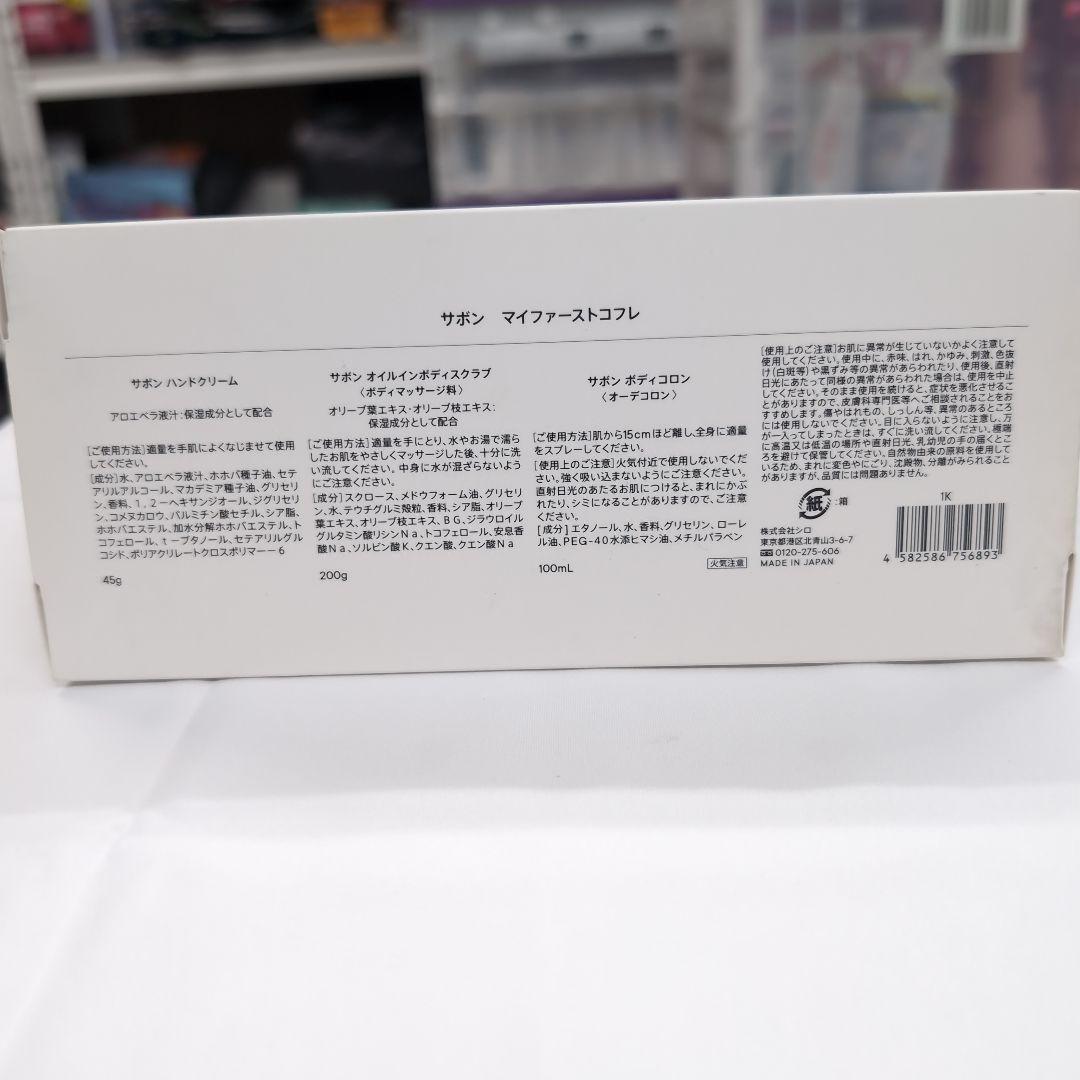 サボン マイファーストコフレ
サボン ハンドクリーム
アロエベラ液汁:保湿成分として配合
[ご使用方法]適量を手肌によくなじませて使用
してください。
[成分]水、アロエベラ液汁、ホホバ種子油、セテ
アリルアルコール、マカデミア種子油、グリセリ
ン、香料、1,2-ヘキサンジオール、ジグリセリ
ン、コメヌカロウ、パルミチン酸セチル、シア脂、
ホホバエステル、加水分解ホホバエステル、ト
コフェロール、t-ブタノール、セテアリルグル
コシド、ポリアクリレートクロスポリマー-6
45g
サボン オイルインボディスクラブ
〈ボディマッサージ料〉
オリーブ葉エキス・オリーブ枝エキス:
保湿成分として配合
[ご使用方法]適量を手にとり、水やお湯で濡ら
したお肌をやさしくマッサージした後、十分に洗
い流してください。中身に水が混ざらないよう
にご注意ください。
[成分]スクロース、メドウフォーム油、グリセリ
ン、水、テウチグルミ殻粒、香料、シア脂、オリーブ
葉エキス、オリーブ枝エキス、BG、ジラウロイル
グルタミン酸リシンNa、トコフェロール、安息香
酸Na、ソルビン酸K、クエン酸、クエン酸Na
200g
サボン ボディコロン
〈オーデコロン〉
[ご使用方法]肌から15cmほど離し、全身に適量
をスプレーしてください。
[使用上のご注意]火気付近で使用しないでくだ
さい。強く吸い込まないようにご注意ください。
直射日光のあたるお肌につけると、まれにかぶ
れたり、シミになることがありますので、ご注意
ください。
[成分]エタノール、水、香料、グリセリン、ローレ
ル油、PEG-40水添ヒマシ油、メチルパラベン
100mL
火気注意
[使用上のご注意]お肌に異常が生じていないかよく注意して
使用してください。使用中に、赤味、はれ、かゆみ、刺激、色抜
け(白斑等)や黒ずみ等の異常があらわれたり、使用後、直射
日光にあたって同様の異常があらわれた場合は、使用を中止
してください。そのまま使用を続けると、症状を悪化させるこ
とがありますので、皮膚科専門医等へご相談されることをお
すすめします。傷やはれもの、しっしん等、異常のあるところ
には使用しないでください。目に入らないように注意し、万
が一入ってしまったときは、すぐに洗い流してください。極端
に高温又は低温の場所や直射日光、乳幼児の手の届くとこ
ろを避けて保管してください。自然物由来の原料を使用して
いるため、まれに変色やにごり、沈殿物、分離がみられること
がありますが、品質には問題ありません。
紙 :箱
株式会社シロ
東京都港区北青山3-6-7
0120-275-606
MADE IN JAPAN
1K
4 582586 756893